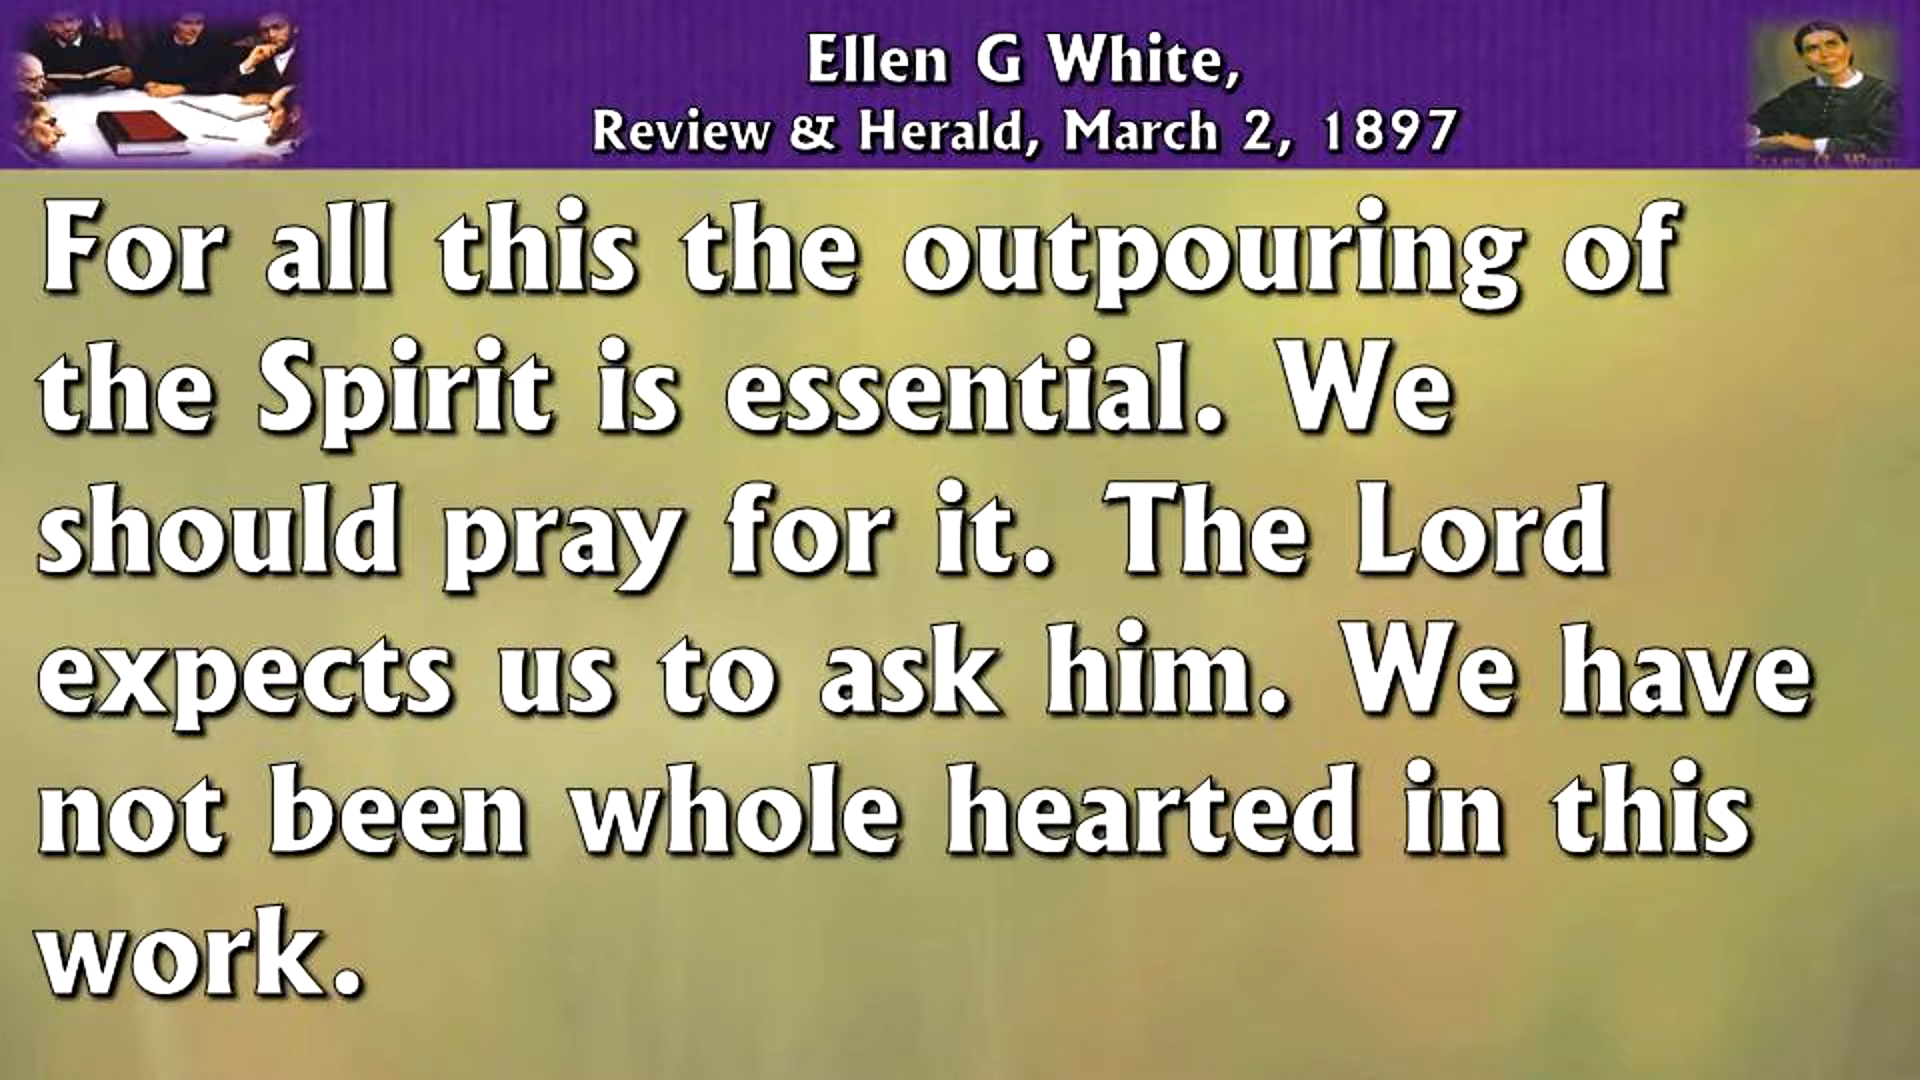 Ellen G White,
Review & Herald, March 2, 1897
ELLEN G. WHITE
For all this the outpouring of
the Spirit is essential. We
should pray for it. The Lord
expects us to ask him. We have
not been whole hearted in this
work.